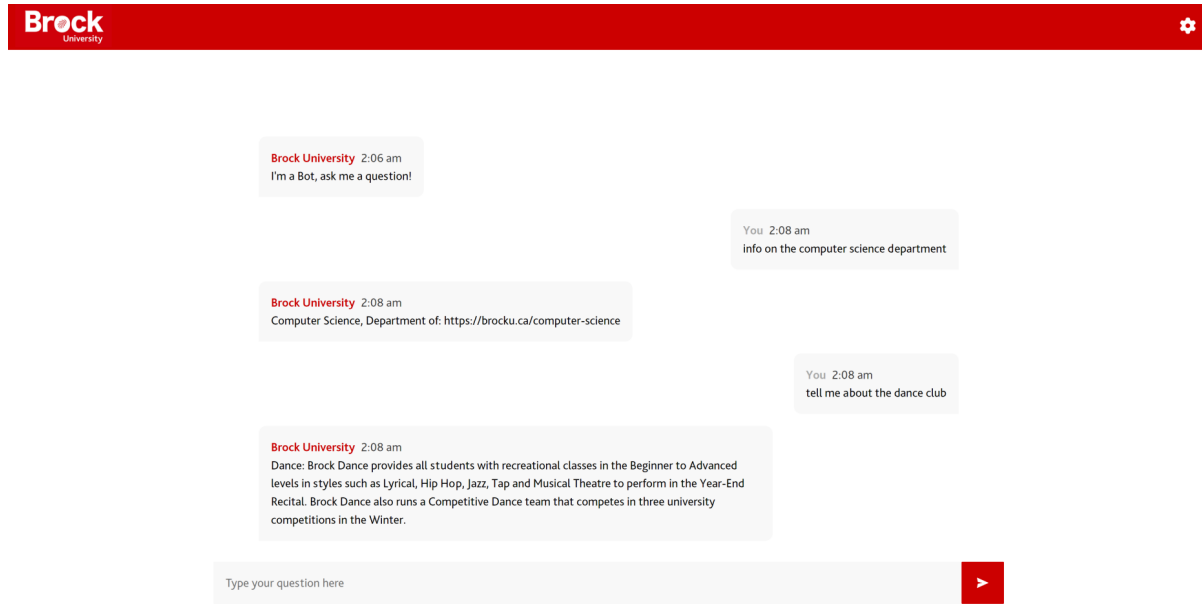 Brock
University
Brock University 2:06 am
I'm a Bot, ask me a question!
You 2:08 am
info on the computer science department
Brock University 2:08 am
Computer Science, Department of: https://brocku.ca/computer-science
You 2:08 am
tell me about the dance club
Brock University 2:08 am
Dance: Brock Dance provides all students with recreational classes in the Beginner to Advanced
levels in styles such as Lyrical, Hip Hop, Jazz, Tap and Musical Theatre to perform in the Year-End
Recital. Brock Dance also runs a Competitive Dance team that competes in three university
competitions in the Winter.
Type your question here